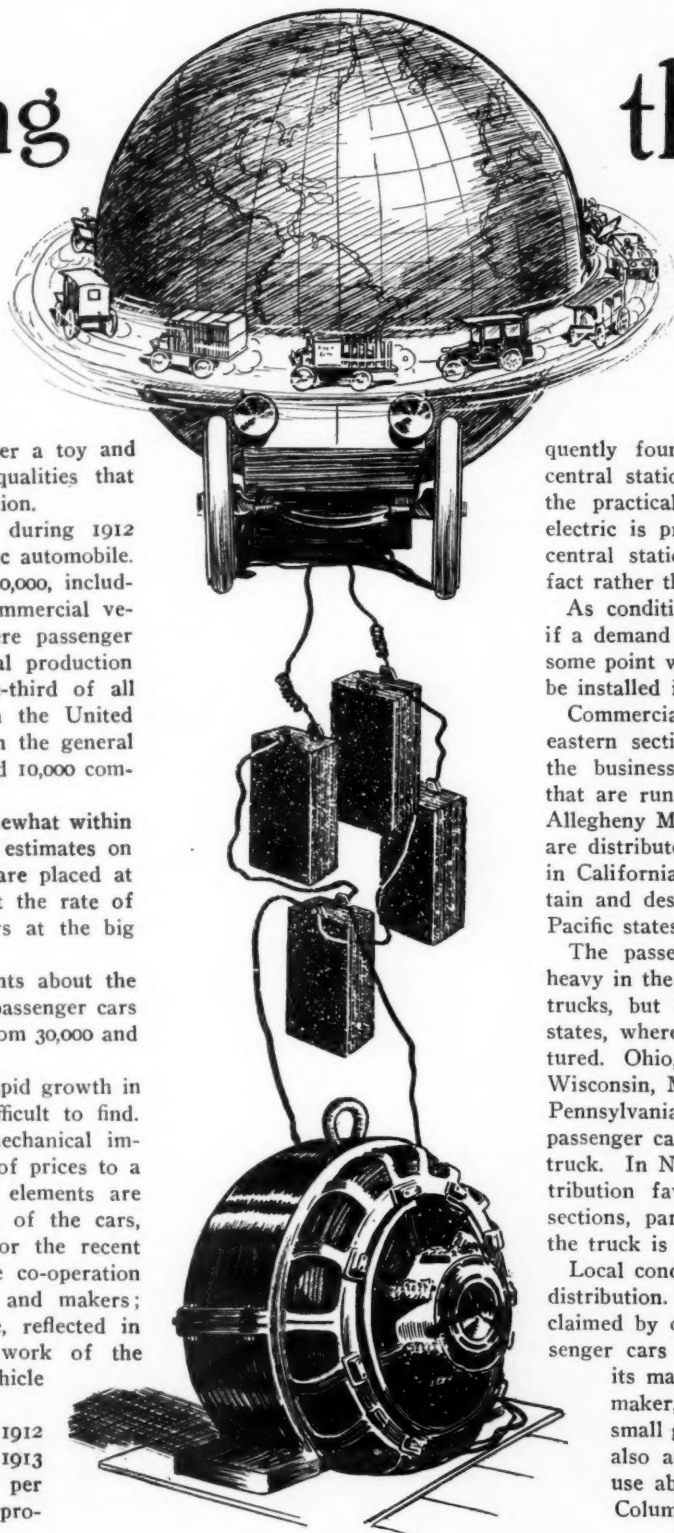 ng
th
er a toy and
qualities that
ion.
during 1912
c automobile.
0,000, includ-
mmercial ve-
ere passenger
al production
e-third of all
n the United
n the general
d 10,000 com-
ewhat within
estimates on
are placed at
t the rate of
rs at the big
nts about the
passenger cars
om 30,000 and
pid growth in
fficult to find.
mechanical im-
of prices to a
elements are
of the cars,
or the recent
e co-operation
and makers;
e, reflected in
work of the
hicle
1912
1913
per
pro-
quently foun
central station
the practical
electric is pr
central static
fact rather th
As conditi
if a demand
some point w
be installed i
Commercia
eastern secti
the business
that are run
Allegheny M
are distribut
in California
tain and des
Pacific states
The passe
heavy in the
trucks, but
states, where
tured. Ohio,
Wisconsin, M
Pennsylvania
passenger ca
truck. In N
tribution fav
sections, par
the truck is
Local conc
distribution.
claimed by c
senger cars
its ma
maker,
small g
also a
use ab
Colum